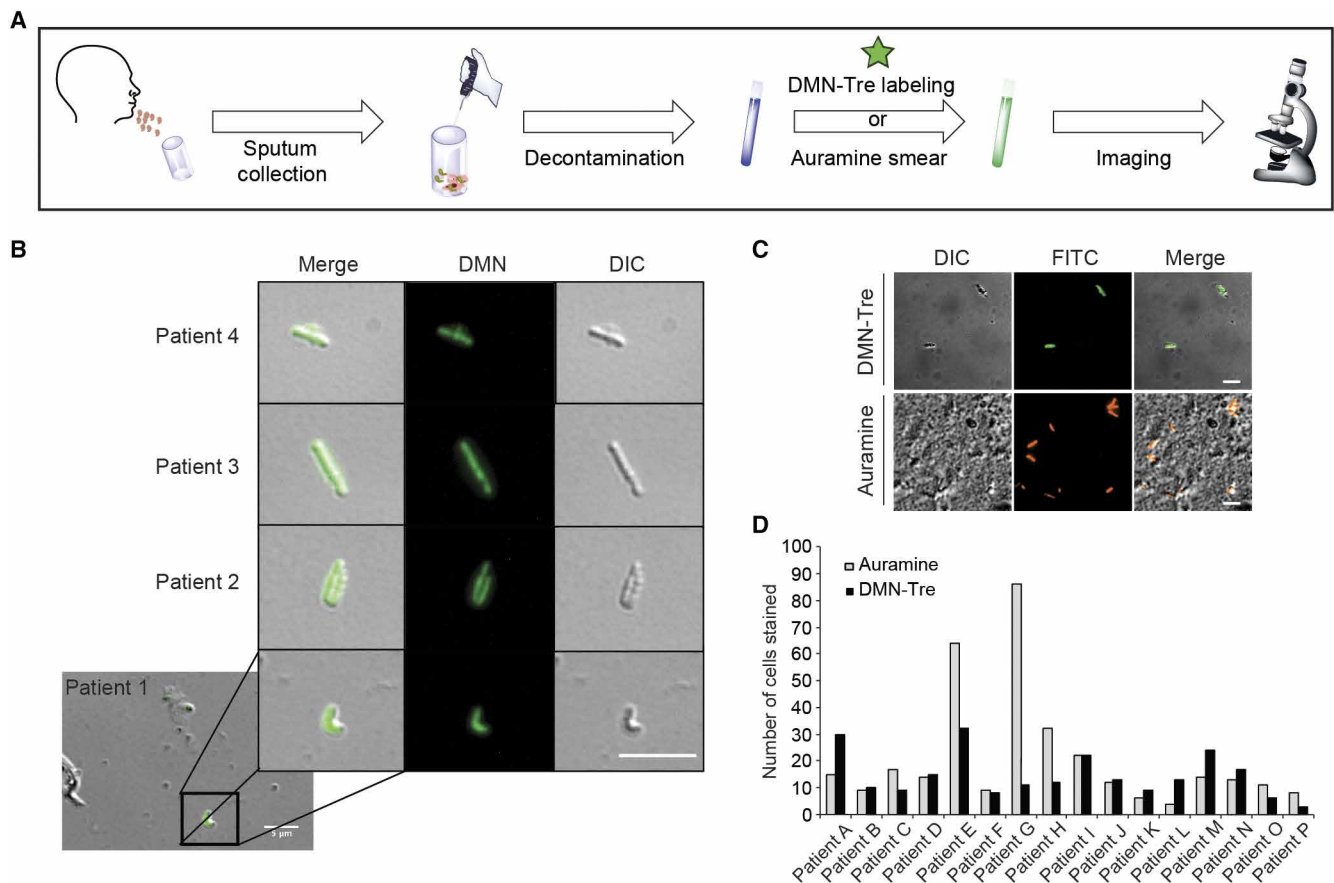 A
Sputum
collection
Decontamination
DMN-Tre labeling
or
Auramine smear
Imaging
B
Merge DMN DIC
Patient 4
Patient 3
Patient 2
Patient 1
5 µm
C
DIC FITC Merge
DMN-Tre
Auramine
D
Number of cells stained
100
90
80
70
60
50
40
30
20
10
0
Auramine
DMN-Tre
Patient A
Patient B
Patient C
Patient D
Patient E
Patient F
Patient G
Patient H
Patient I
Patient J
Patient K
Patient L
Patient M
Patient N
Patient O
Patient P